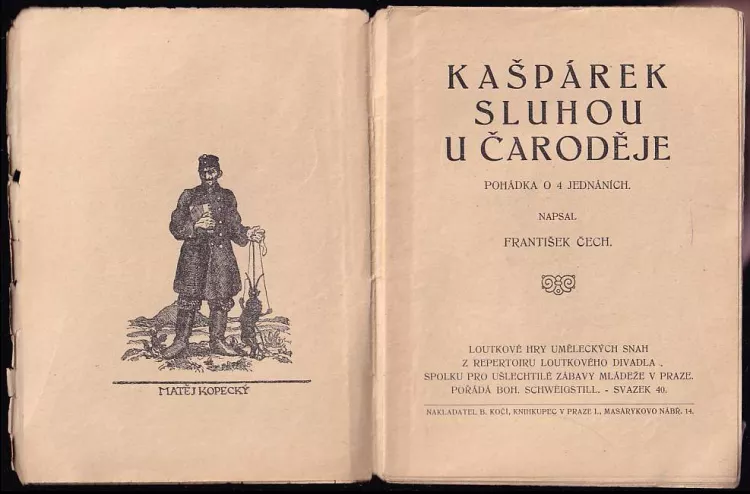 MATĚJ KOPECKÝ
KAŠPÁREK
SLUHOU
U ČARODĚJE
POHÁDKA O 4 JEDNÁNÍCH.
NAPSAL
FRANTIŠEK ČECH.
LOUTKOVÉ HRY UMĚLECKÝCH SNAH
Z REPERTOIRU LOUTKOVÉHO DIVADLA
SPOLKU PRO UŠLECHTILÉ ZÁBAVY MLÁDEŽE V PRAZE.
POŘÁDÁ BOH. SCHWEIGSTILL. - SVAZEK 40.
NAKLADATEL B. KOČÍ, KNIHKUPEC V PRAZE I., MASARYKOVO NÁBŘ. 14.